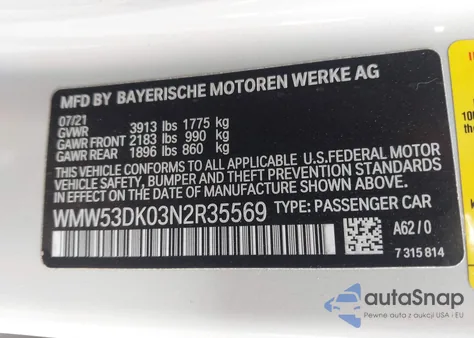 MFD BY BAYERISCHE MOTOREN WERKE AG
07/21
GVWR 3913 lbs 1775 kg
GAWR FRONT 2183 lbs 990 kg
GAWR REAR 1896 lbs 860 kg
THIS VEHICLE CONFORMS TO ALL APPLICABLE U.S.FEDERAL MOTOR
VEHICLE SAFETY, BUMPER, AND THEFT PREVENTION STANDARDS IN
EFFECT ON THE DATE OF MANUFACTURE SHOWN ABOVE.
WMW53DK03N2R35569 TYPE: PASSENGER CAR
A62/0
7 315 814
autoSnap
Pewne auta z aukcji USA i EU